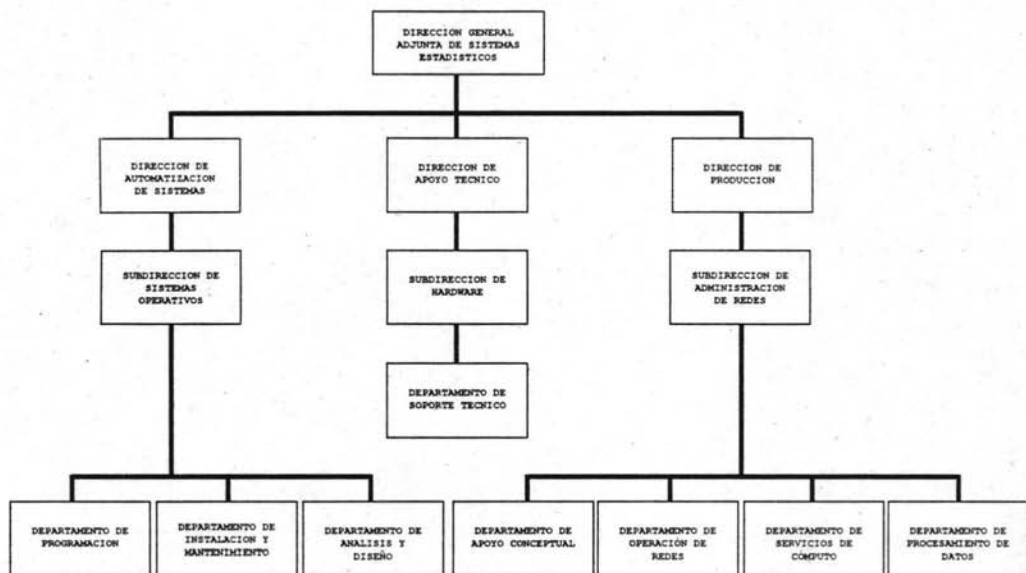 DIRECCION GENERAL
ADJUNTA DE SISTEMAS
ESTADISTICOS
DIRECCION DE
AUTOMATIZACION
DE SISTEMAS
DIRECCION DE
APOYO TECNICO
DIRECCION DE
PRODUCCION
SUBDIRECCION DE
SISTEMAS
OPERATIVOS
SUBDIRECCION DE
HARDWARE
SUBDIRECCION DE
ADMINISTRACION
DE REDES
DEPARTAMENTO DE
SOPORTE TECNICO
DEPARTAMENTO DE
PROGRAMACION
DEPARTAMENTO DE
INSTALACION Y
MANTENIMIENTO
DEPARTAMENTO DE
ANALISIS Y
DISEÑO
DEPARTAMENTO DE
APOYO CONCEPTUAL
DEPARTAMENTO DE
OPERACIÓN DE
REDES
DEPARTAMENTO DE
SERVICIOS DE
CÓMPUTO
DEPARTAMENTO DE
PROCESAMIENTO DE
DATOS